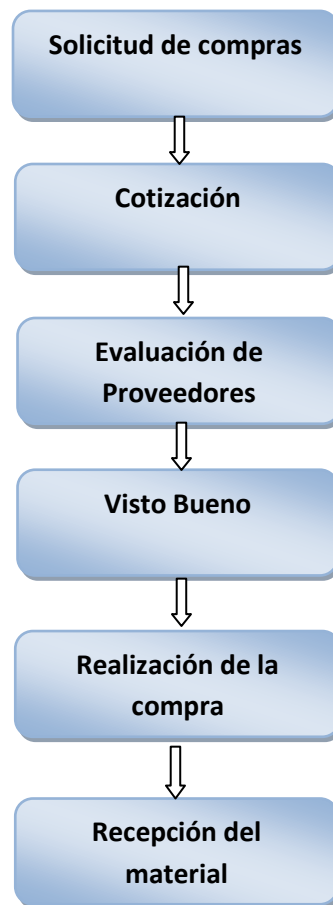 Solicitud de compras
Cotización
Evaluación de
Proveedores
Visto Bueno
Realización de la
compra
Recepción del
material